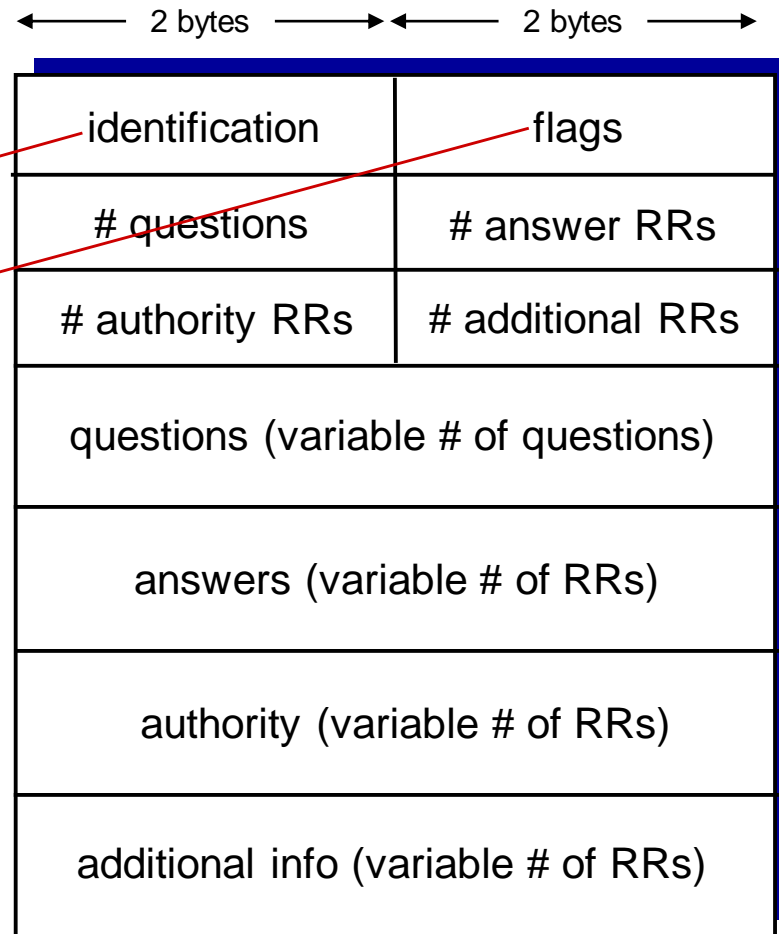 2 bytes 2 bytes
identification flags
# questions # answer RRs
# authority RRs # additional RRs
questions (variable # of questions)
answers (variable # of RRs)
authority (variable # of RRs)
additional info (variable # of RRs)